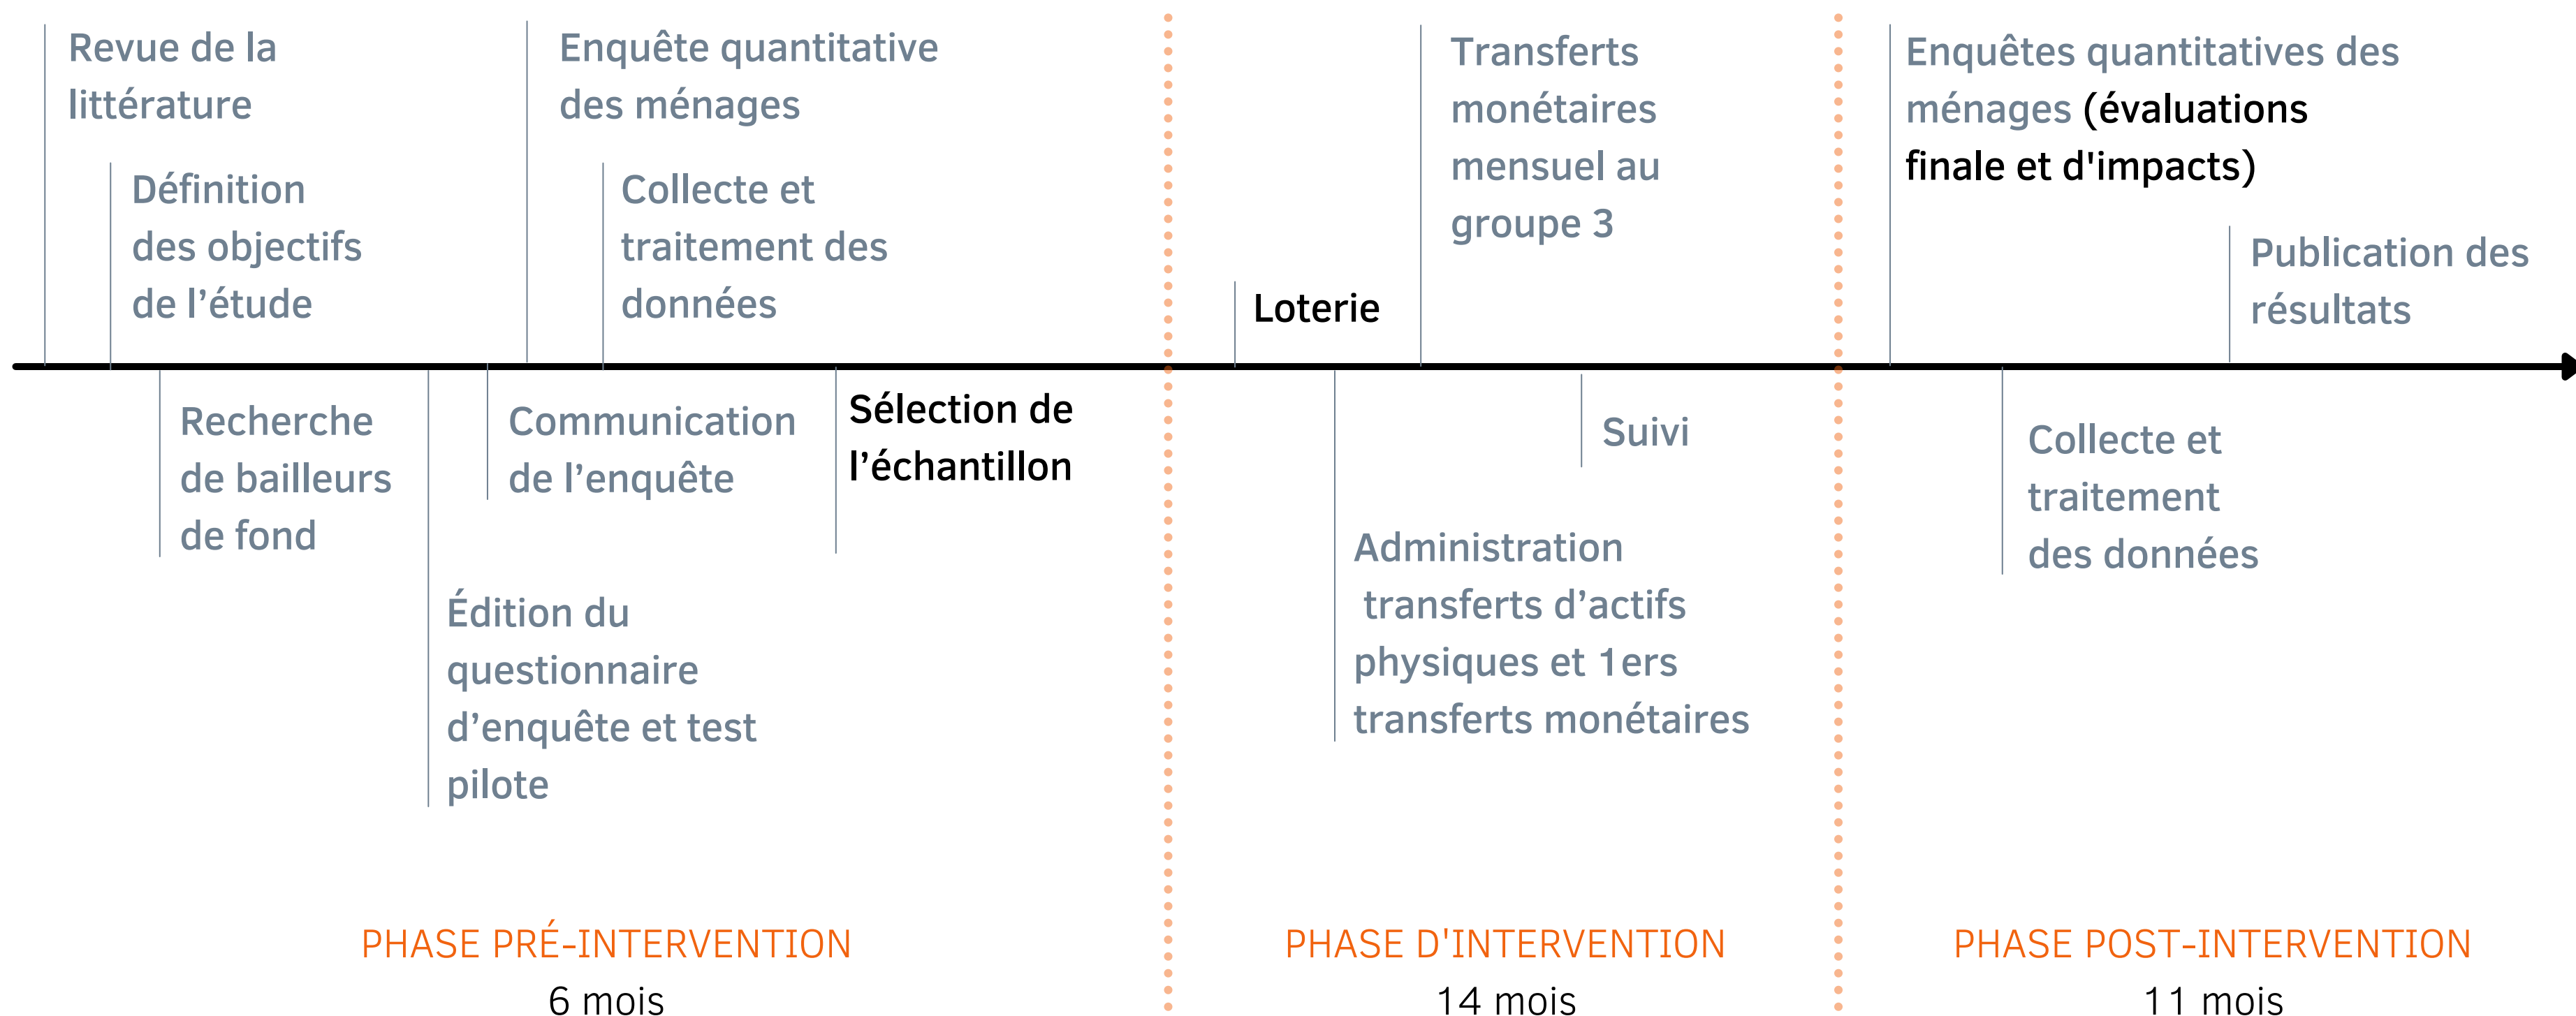 Revue de la
littérature
Définition
des objectifs
de l’étude
Recherche
de bailleurs
de fond
Édition du
questionnaire
d’enquête et test
pilote
Communication
de l’enquête
Enquête quantitative
des ménages
Collecte et
traitement des
données
Sélection de
l’échantillon
Loterie
Administration
transferts d’actifs
physiques et 1ers
transferts monétaires
Transferts
monétaires
mensuel au
groupe 3
Suivi
Enquêtes quantitatives des
ménages (évaluations
finale et d'impacts)
Collecte et
traitement
des données
Publication des
résultats
PHASE PRÉ-INTERVENTION
6 mois
PHASE D'INTERVENTION
14 mois
PHASE POST-INTERVENTION
11 mois